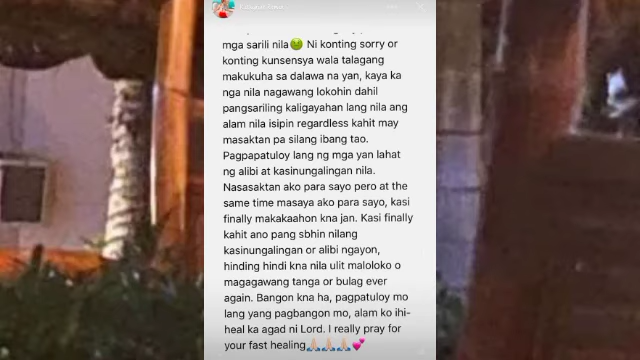 mga sarili nila🤢 Ni konting sorry or
konting kunsensya wala talagang
makukuha sa dalawa na yan, kaya ka
nga nila nagawang lokohin dahil
pangsariling kaligayahan lang nila ang
alam nila isipin regardless kahit may
masaktan pa silang ibang tao.
Pagpapatuloy lang ng mga yan lahat
ng alibi at kasinungalingan nila.
Nasasaktan ako para sayo pero at the
same time masaya ako para sayo, kasi
finally makakaahon kna jan. Kasi finally
kahit ano pang sbhin nilang
kasinungalingan or alibi ngayon,
hinding hindi kna nila ulit maloloko o
magagawang tanga or bulag ever
again. Bangon kna ha, pagpatuloy mo
lang yang pagbangon mo, alam ko ihi-
heal ka agad ni Lord. I really pray for
your fast healing🙏🏼🙏🏼🙏🏼💕